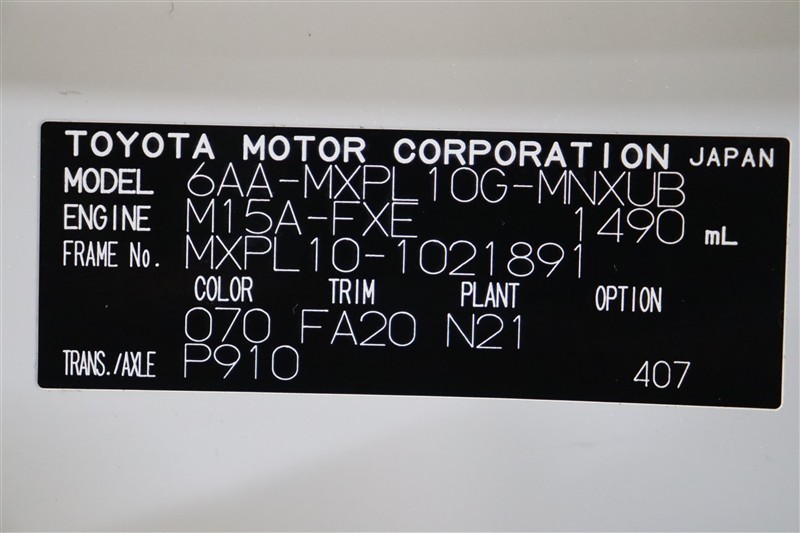 TOYOTA MOTOR CORPORATION JAPAN
MODEL 6AA-MXPL10G-MNXUB
ENGINE M15A-FXE 1490 mL
FRAME No. MXPL10-1021891
COLOR TRIM PLANT OPTION
070 FA20 N21
TRANS./AXLE P910 407